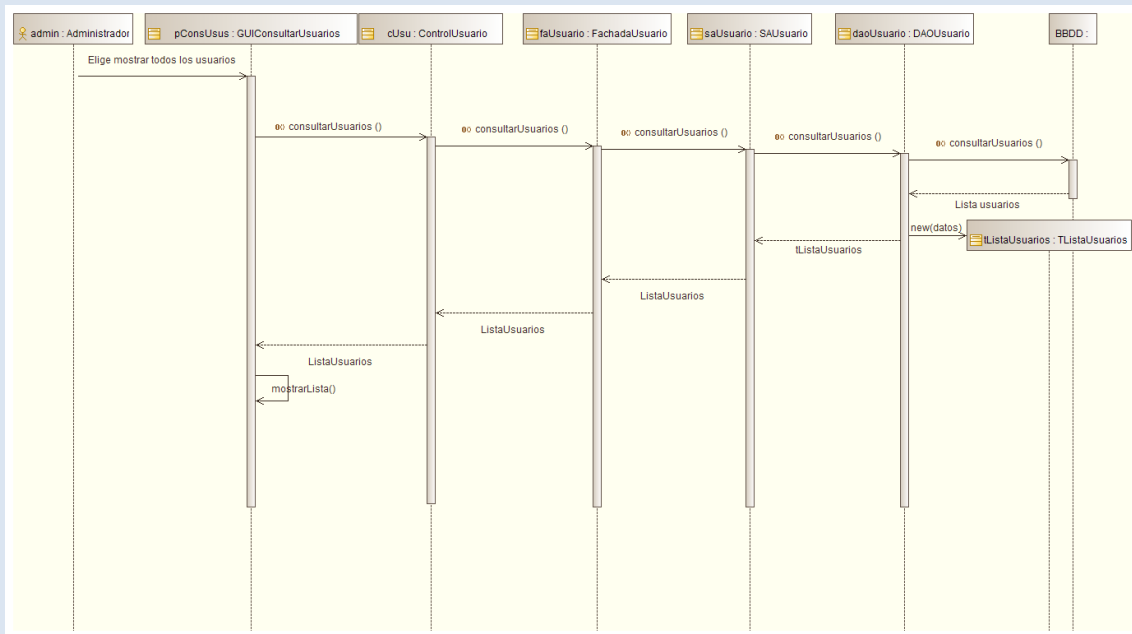 admin : Administrador
pConsUsus : GUIConsultarUsuarios
cUsu : ControlUsuario
faUsuario : FachadaUsuario
saUsuario : SAUsuario
daoUsuario : DAOUsuario
BBDD :
Elige mostrar todos los usuarios
consultarUsuarios ()
consultarUsuarios ()
consultarUsuarios ()
consultarUsuarios ()
consultarUsuarios ()
Lista usuarios
new(datos)
tListaUsuarios : TListaUsuarios
tListaUsuarios
ListaUsuarios
ListaUsuarios
ListaUsuarios
mostrarLista()